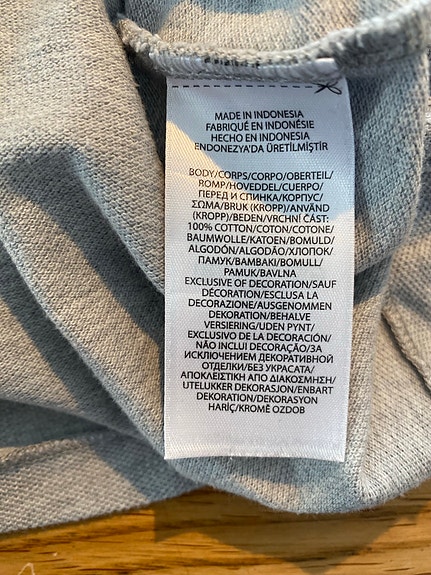 MADE IN INDONESIA
FABRIQUÉ EN INDONÉSIE
HECHO EN INDONESIA
ENDONEZYA'DA ÜRETİLMİŞTİR
BODY/CORPS/CORPO/OBERTEIL/
ROMP/HOVEDDEL/CUERPO/
ПЕРЕД И СПИНКА/КОРПУС/
ΣΩΜΑ/BRUK (KROPP)/ANVÄND
(KROPP)/BEDEN/VRCHNÍ ČÁST:
100% COTTON/COTON/COTONE/
BAUMWOLLE/KATOEN/BOMULD/
ALGODÓN/ALGODÃO/ХЛОПОК/
ПАМУК/BAMBAKI/BOMULL/
PAMUK/BAVLNA
EXCLUSIVE OF DECORATION/SAUF
DÉCORATION/ESCLUSA LA
DECORAZIONE/AUSGENOMMEN
DEKORATION/BEHALVE
VERSIERING/UDEN PYNT/
EXCLUSIVO DE LA DECORACIÓN/
NÃO INCLUI DECORAÇÃO/ЗА
ИСКЛЮЧЕНИЕМ ДЕКОРАТИВНОЙ
ОТДЕЛКИ/БЕЗ УКРАСАТА/
ΑΠΟΚΛΕΙΣΤΙΚΗ ΑΠΟ ΔΙΑΚΟΣΜΗΣΗ/
UTELUKKER DEKORASJON/ENBART
DEKORATION/DEKORASYON
HARİÇ/KROMĚ OZDOB